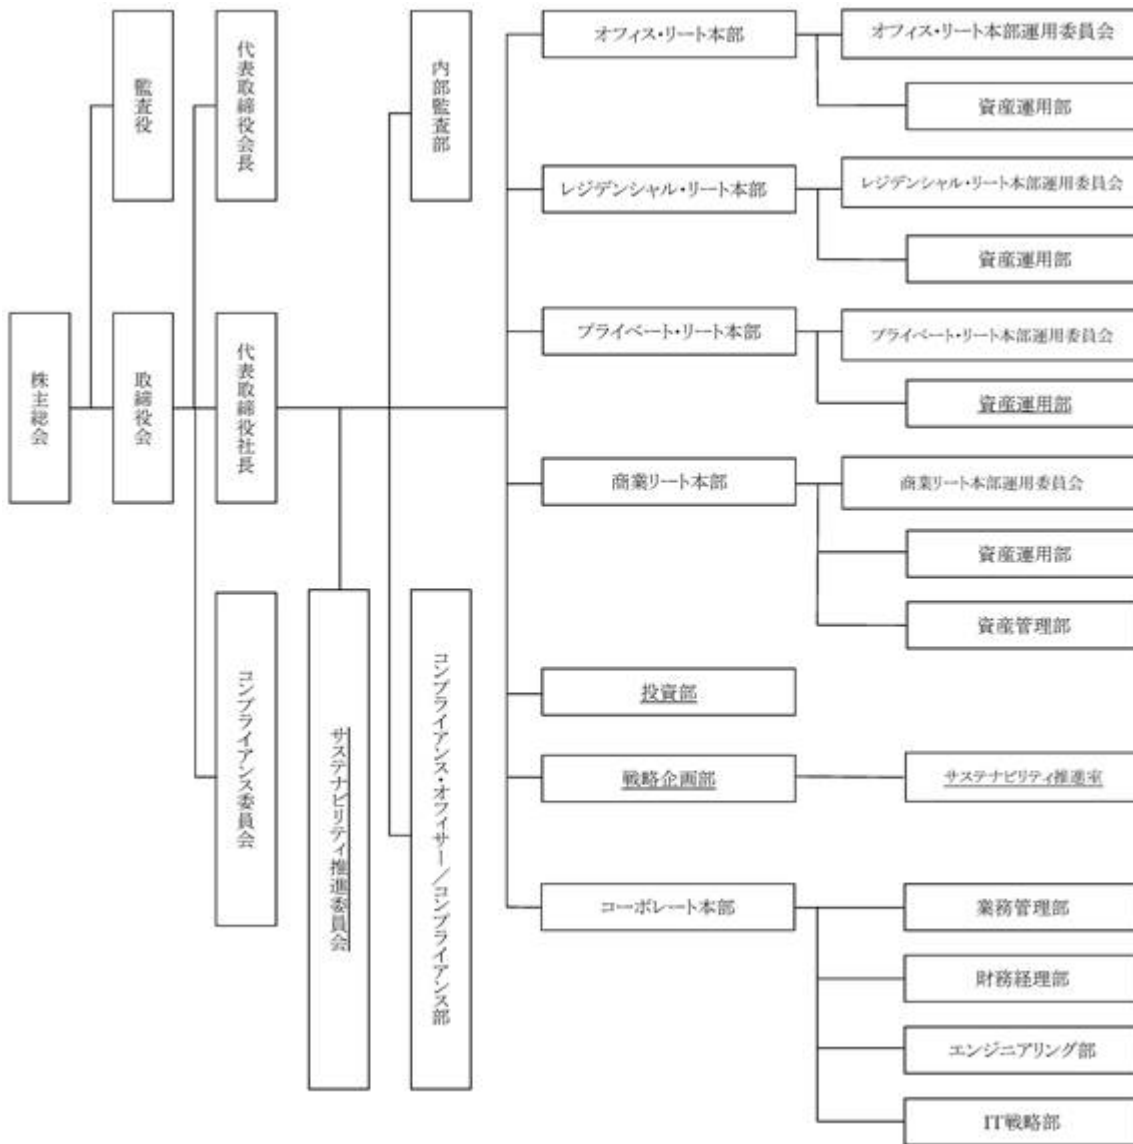 株主総会
監査役
取締役会
代表取締役会長
代表取締役社長
コンプライアンス委員会
サステナビリティ推進委員会
内部監査部
コンプライアンス・オフィサー／コンプライアンス部
オフィス・リート本部
オフィス・リート本部運用委員会
資産運用部
レジデンシャル・リート本部
レジデンシャル・リート本部運用委員会
資産運用部
プライベート・リート本部
プライベート・リート本部運用委員会
資産運用部
商業リート本部
商業リート本部運用委員会
資産運用部
資産管理部
投資部
戦略企画部
サステナビリティ推進室
コーポレート本部
業務管理部
財務経理部
エンジニアリング部
IT戦略部